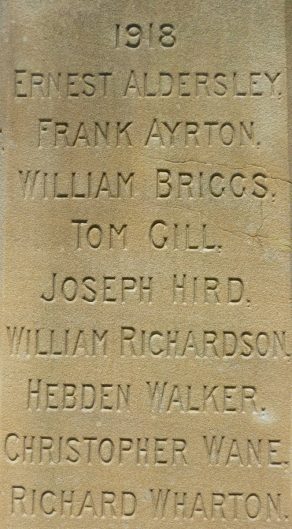 1918
ERNEST ALDERSLEY.
FRANK AYRTON.
WILLIAM BRIGGS.
TOM GILL.
JOSEPH HIRD.
WILLIAM RICHARDSON.
HEBDEN WALKER.
CHRISTOPHER WANE.
RICHARD WHARTON.